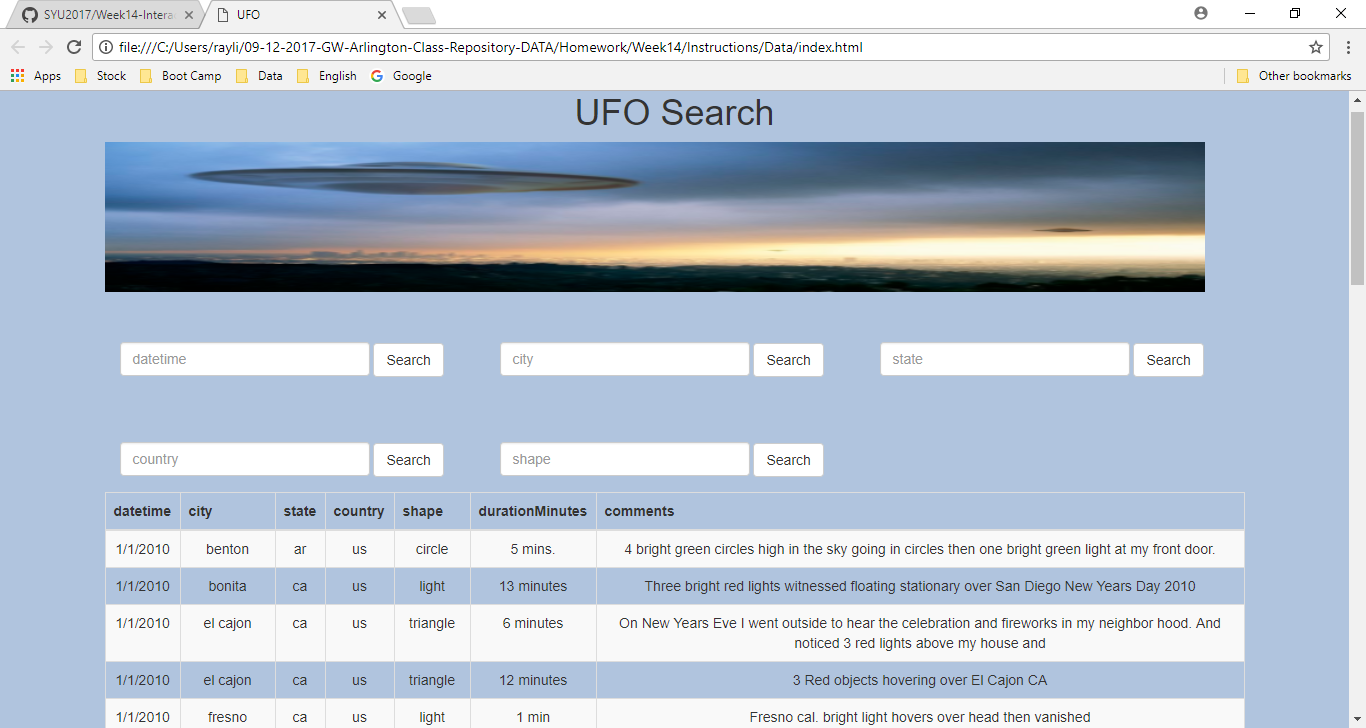 SYU2017/Week14-Intera
UFO
file:///C:/Users/rayli/09-12-2017-GW-Arlington-Class-Repository-DATA/Homework/Week14/Instructions/Data/index.html
Apps Stock Boot Camp Data English Google Other bookmarks
UFO Search
datetime Search city Search state Search
country Search shape Search
datetime city state country shape durationMinutes comments
1/1/2010 benton ar us circle 5 mins. 4 bright green circles high in the sky going in circles then one bright green light at my front door.
1/1/2010 bonita ca us light 13 minutes Three bright red lights witnessed floating stationary over San Diego New Years Day 2010
1/1/2010 el cajon ca us triangle 6 minutes On New Years Eve I went outside to hear the celebration and fireworks in my neighbor hood. And
noticed 3 red lights above my house and
1/1/2010 el cajon ca us triangle 12 minutes 3 Red objects hovering over El Cajon CA
1/1/2010 fresno ca us light 1 min Fresno cal. bright light hovers over head then vanished